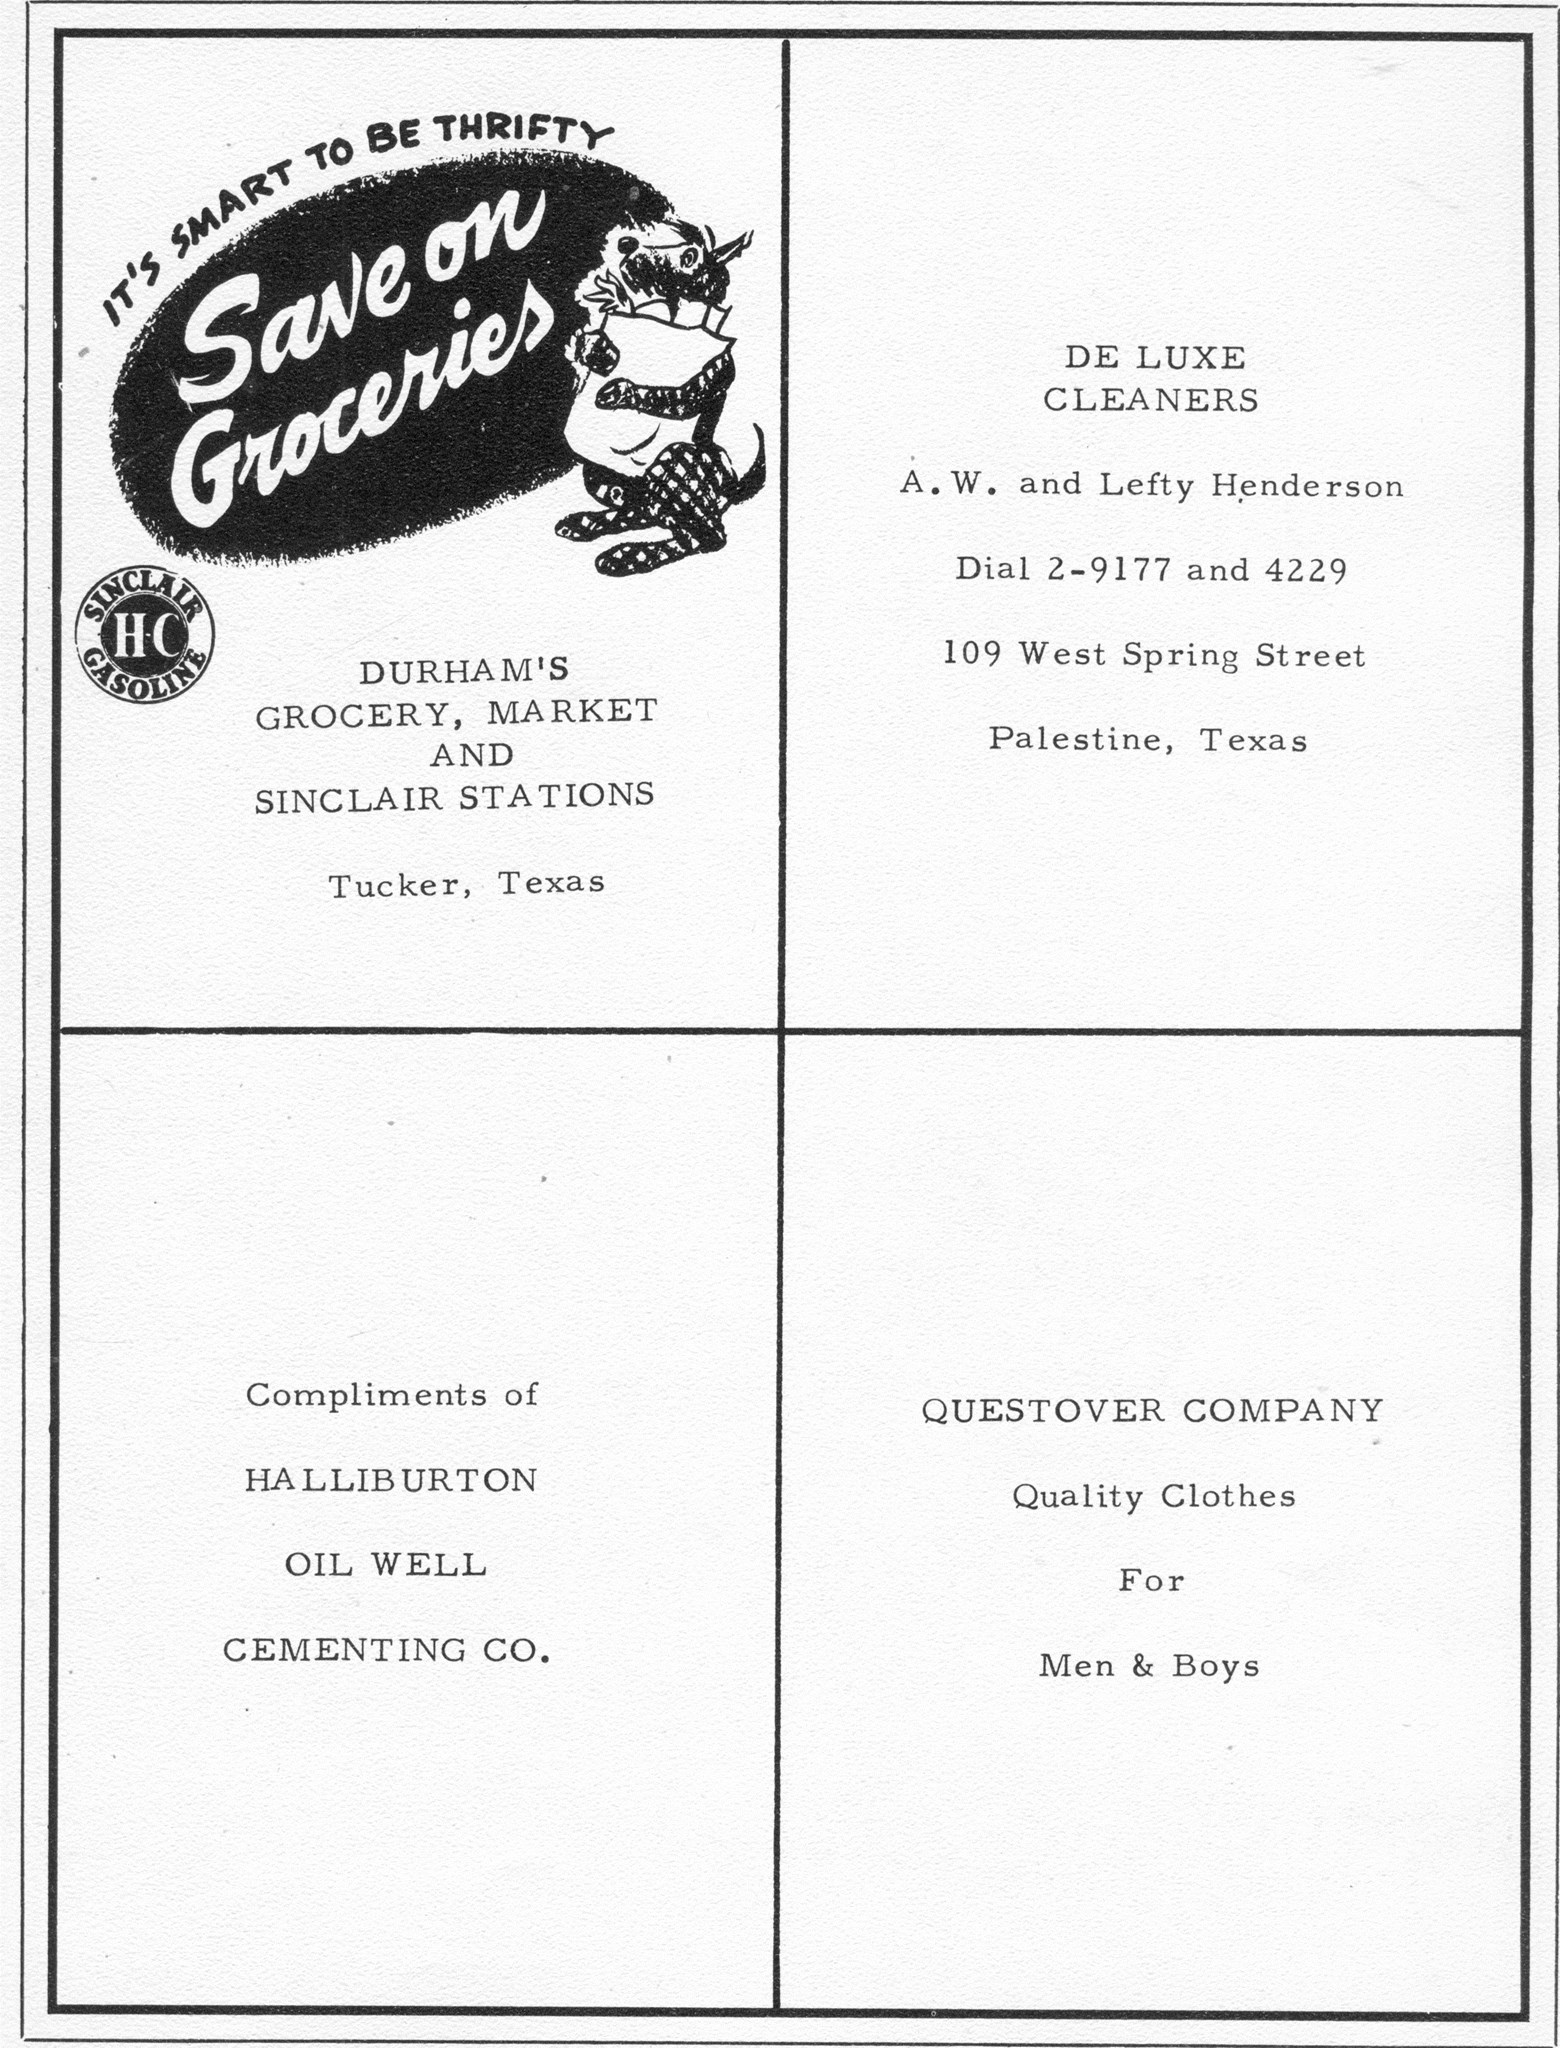 IT'S SMART TO BE THRIFTY
Save on
Groceries
SINCLAIR
H-C
GASOLINE
DURHAM'S
GROCERY, MARKET
AND
SINCLAIR STATIONS
Tucker, Texas
DE LUXE
CLEANERS
A. W. and Lefty Henderson
Dial 2-9177 and 4229
109 West Spring Street
Palestine, Texas
Compliments of
HALLIBURTON
OIL WELL
CEMENTING CO.
QUESTOVER COMPANY
Quality Clothes
For
Men & Boys